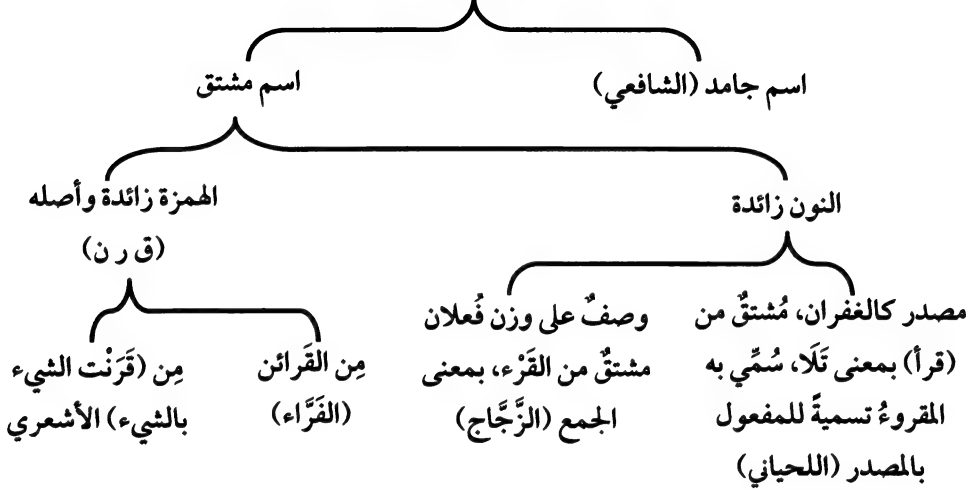 اسم جامد (الشافعي)
اسم مشتق
النون زائدة
الهمزة زائدة وأصله
(ق ر ن)
مصدر كالغفران، مُشتقٌّ من
(قرأ) بمعنى تَلَا، سُمِّي به
المقروءُ تسميةً للمفعول
بالمصدر (اللحياني)
وصفٌ على وزن فُعلان
مشتقٌّ من القَرْء، بمعنى
الجمع (الزَّجَّاج)
مِن القَرائن
(الفَرَّاء)
مِن (قَرَنْت الشيء
بالشيء) الأشعري